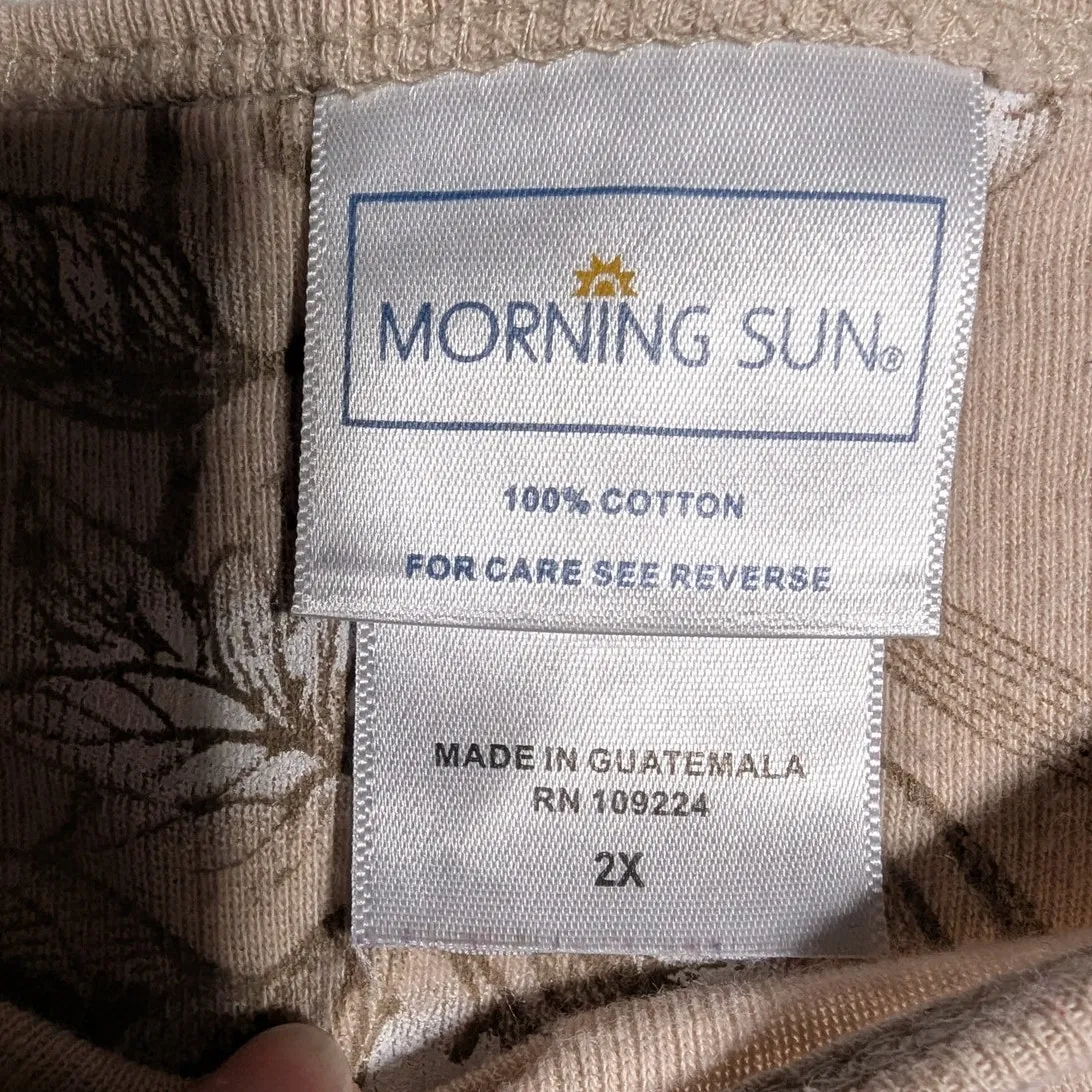 MORNING SUN®
100% COTTON
FOR CARE SEE REVERSE
MADE IN GUATEMALA
RN 109224
2X